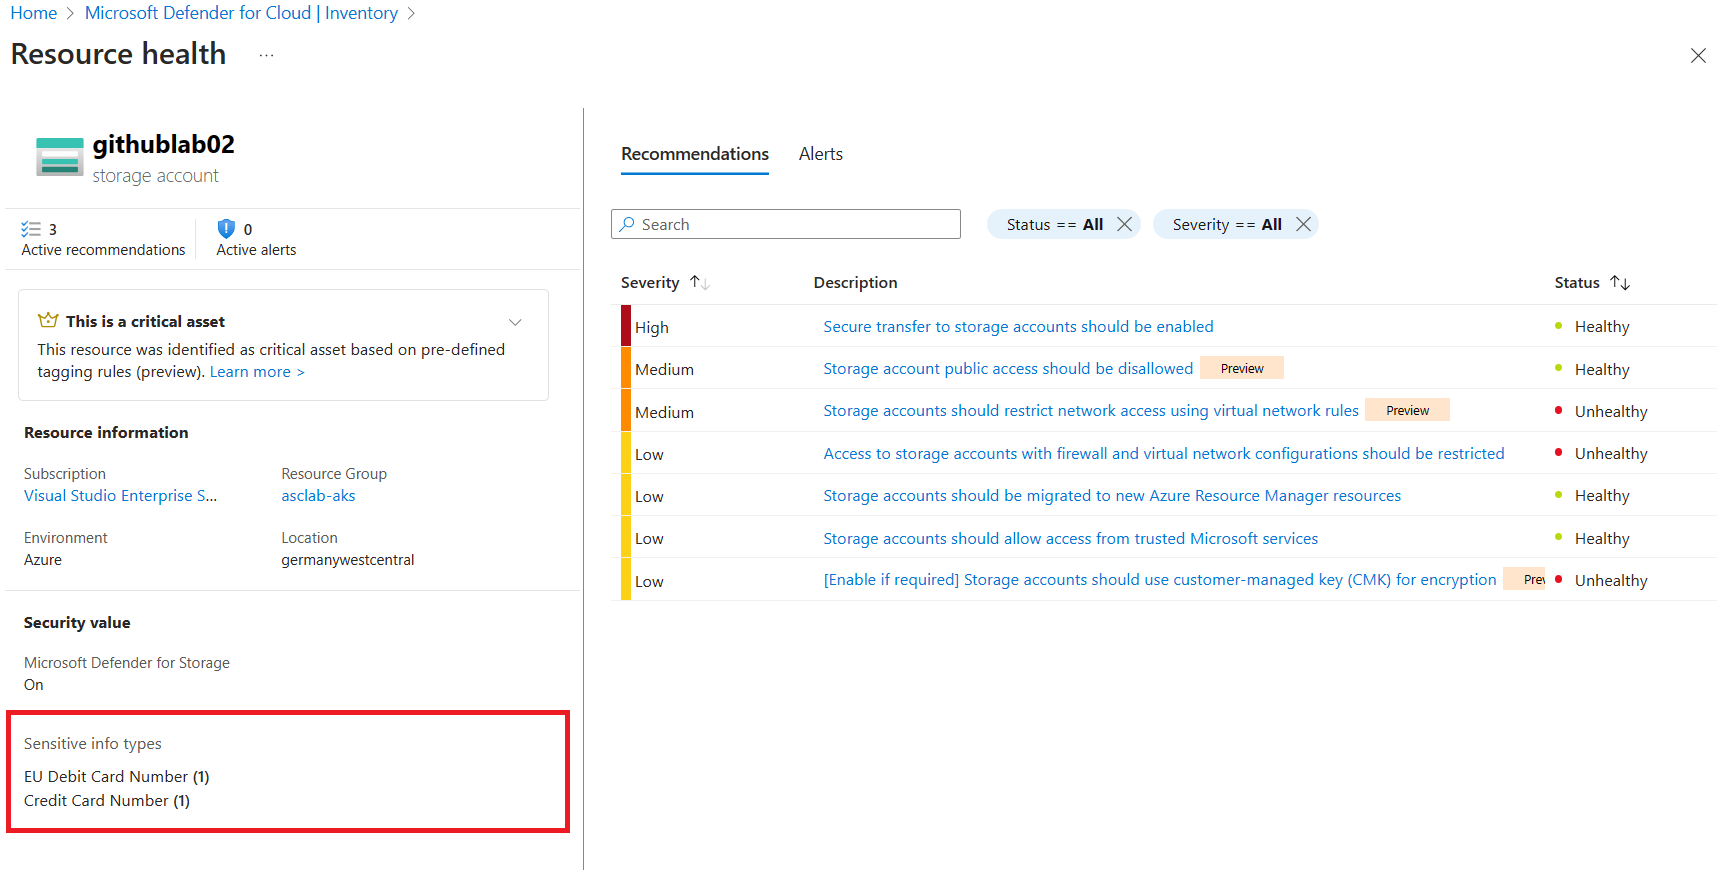 Home > Microsoft Defender for Cloud | Inventory >
Resource health ...
githublab02
storage account
3
Active recommendations
0
Active alerts
This is a critical asset
This resource was identified as critical asset based on pre-defined
tagging rules (preview). Learn more >
Resource information
Subscription
Visual Studio Enterprise S...
Resource Group
asclab-aks
Environment
Azure
Location
germanywestcentral
Security value
Microsoft Defender for Storage
On
Sensitive info types
EU Debit Card Number (1)
Credit Card Number (1)
Recommendations Alerts
Search Status == All Severity == All
Severity Description Status
High Secure transfer to storage accounts should be enabled Healthy
Medium Storage account public access should be disallowed Preview Healthy
Medium Storage accounts should restrict network access using virtual network rules Preview Unhealthy
Low Access to storage accounts with firewall and virtual network configurations should be restricted Unhealthy
Low Storage accounts should be migrated to new Azure Resource Manager resources Healthy
Low Storage accounts should allow access from trusted Microsoft services Healthy
Low [Enable if required] Storage accounts should use customer-managed key (CMK) for encryption Prev Unhealthy